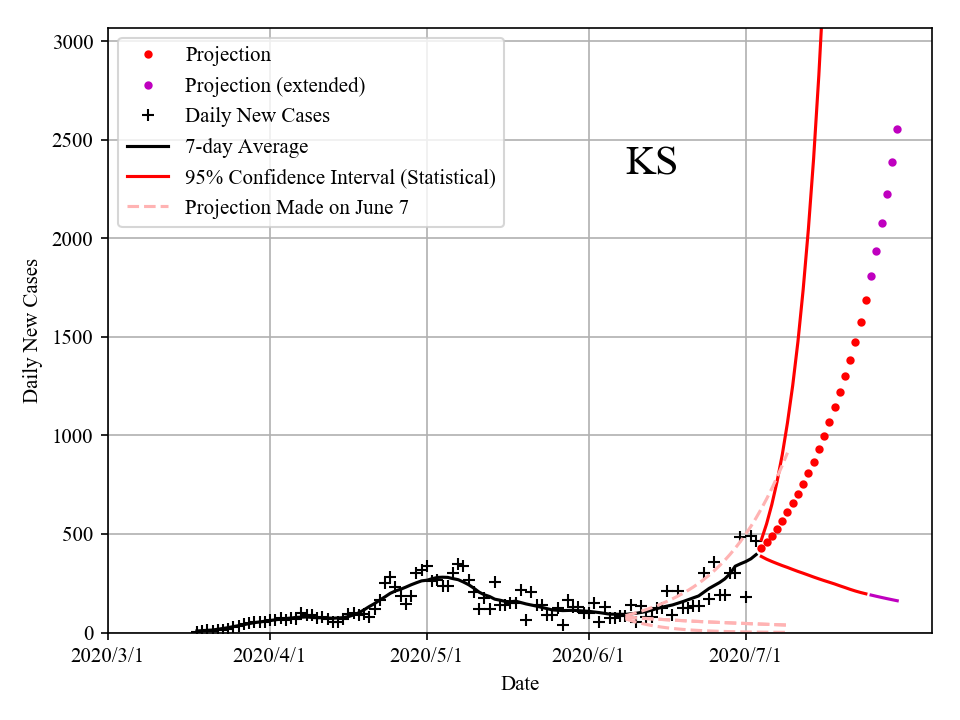 3000
2500
2000
1500
1000
500
0
Daily New Cases
Projection
Projection (extended)
Daily New Cases
7-day Average
95% Confidence Interval (Statistical)
Projection Made on June 7
KS
2020/3/1 2020/4/1 2020/5/1 2020/6/1 2020/7/1
Date